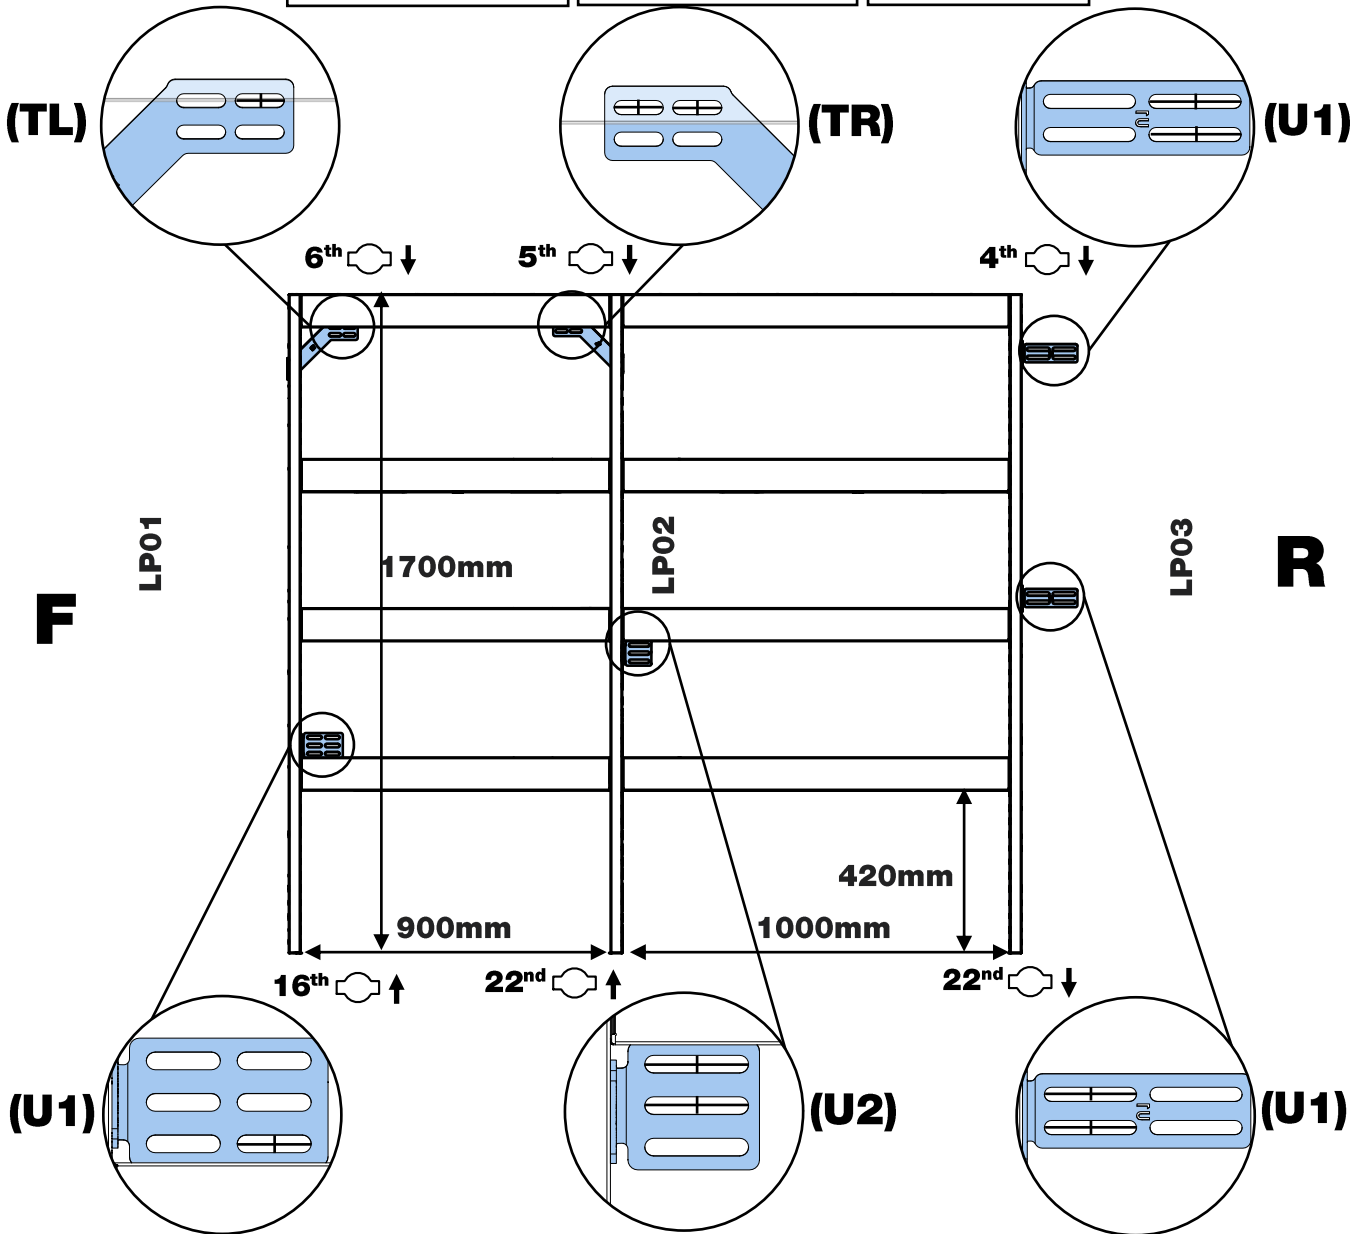 (TL)
(TR)
(U1)
6th
5th
4th
LP01
1700mm
LP02
LP03
R
F
420mm
900mm
1000mm
16th
22nd
22nd
(U1)
(U2)
(U1)